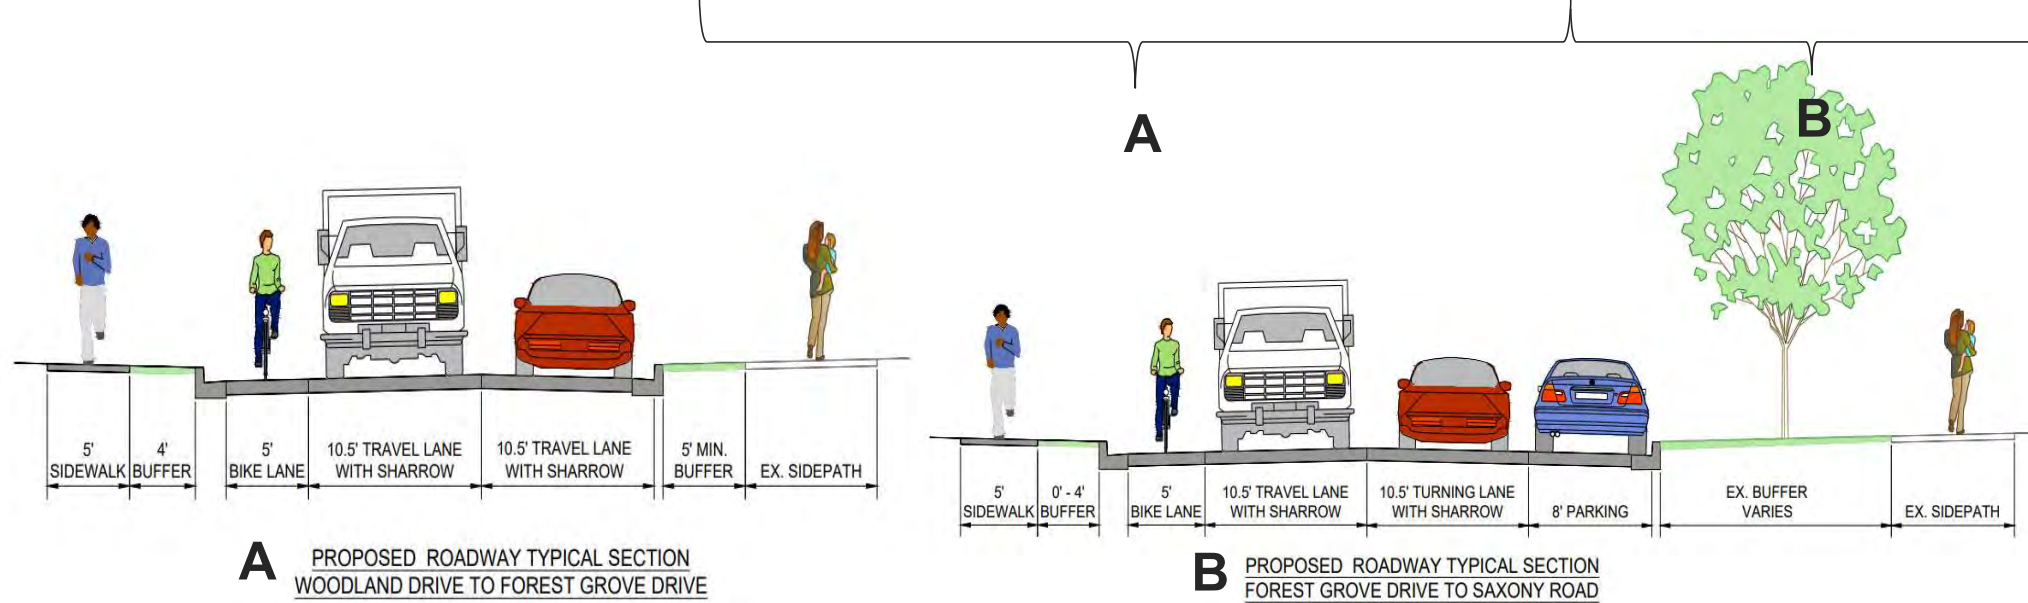 A
B
5'
SIDEWALK
4'
BUFFER
5'
BIKE LANE
10.5' TRAVEL LANE
WITH SHARROW
10.5' TRAVEL LANE
WITH SHARROW
5' MIN.
BUFFER
EX. SIDEPATH
A
PROPOSED ROADWAY TYPICAL SECTION
WOODLAND DRIVE TO FOREST GROVE DRIVE
5'
SIDEWALK
0' - 4'
BUFFER
5'
BIKE LANE
10.5' TRAVEL LANE
WITH SHARROW
10.5' TURNING LANE
WITH SHARROW
8' PARKING
EX. BUFFER
VARIES
EX. SIDEPATH
B
PROPOSED ROADWAY TYPICAL SECTION
FOREST GROVE DRIVE TO SAXONY ROAD